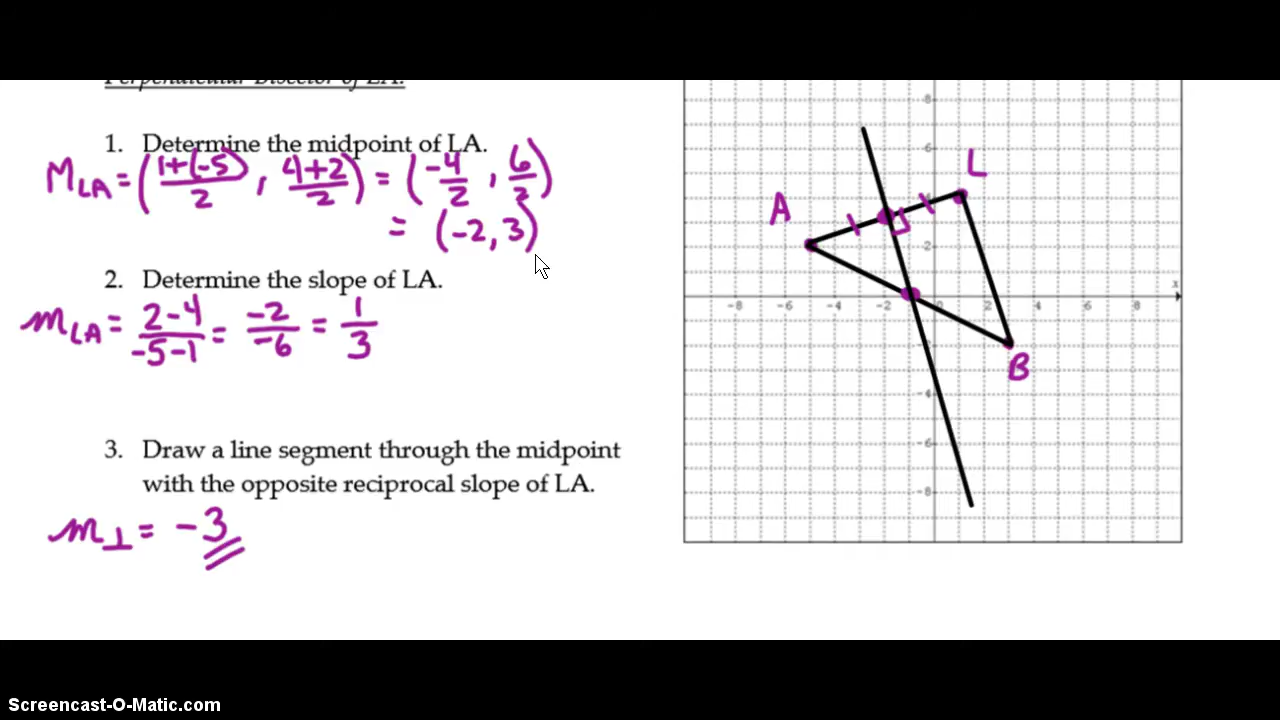 Perpendicular Bisector of LA:
1. Determine the midpoint of LA.
M_LA = (1+(-5)/2, 4+2/2) = (-4/2, 6/2)
= (-2, 3)
2. Determine the slope of LA.
m_LA = 2-4/-5-1 = -2/-6 = 1/3
3. Draw a line segment through the midpoint
with the opposite reciprocal slope of LA.
m⊥ = -3
8
6
L
A
4
2
x
-8 -6 -4 -2 2 4 6 8
B
-4
-6
-8
Screencast-O-Matic.com